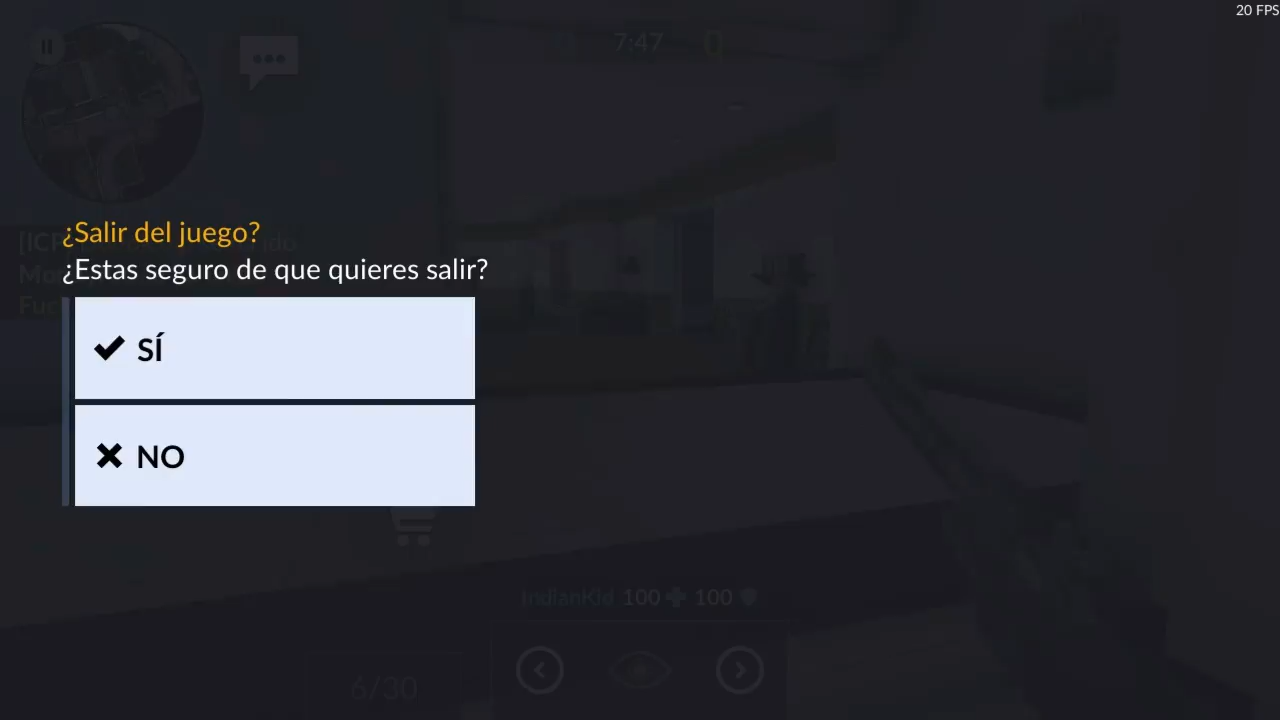 20 FPS
7:47
¿Salir del juego?
¿Estas seguro de que quieres salir?
SÍ
NO
IndianKid 100 100
6/30